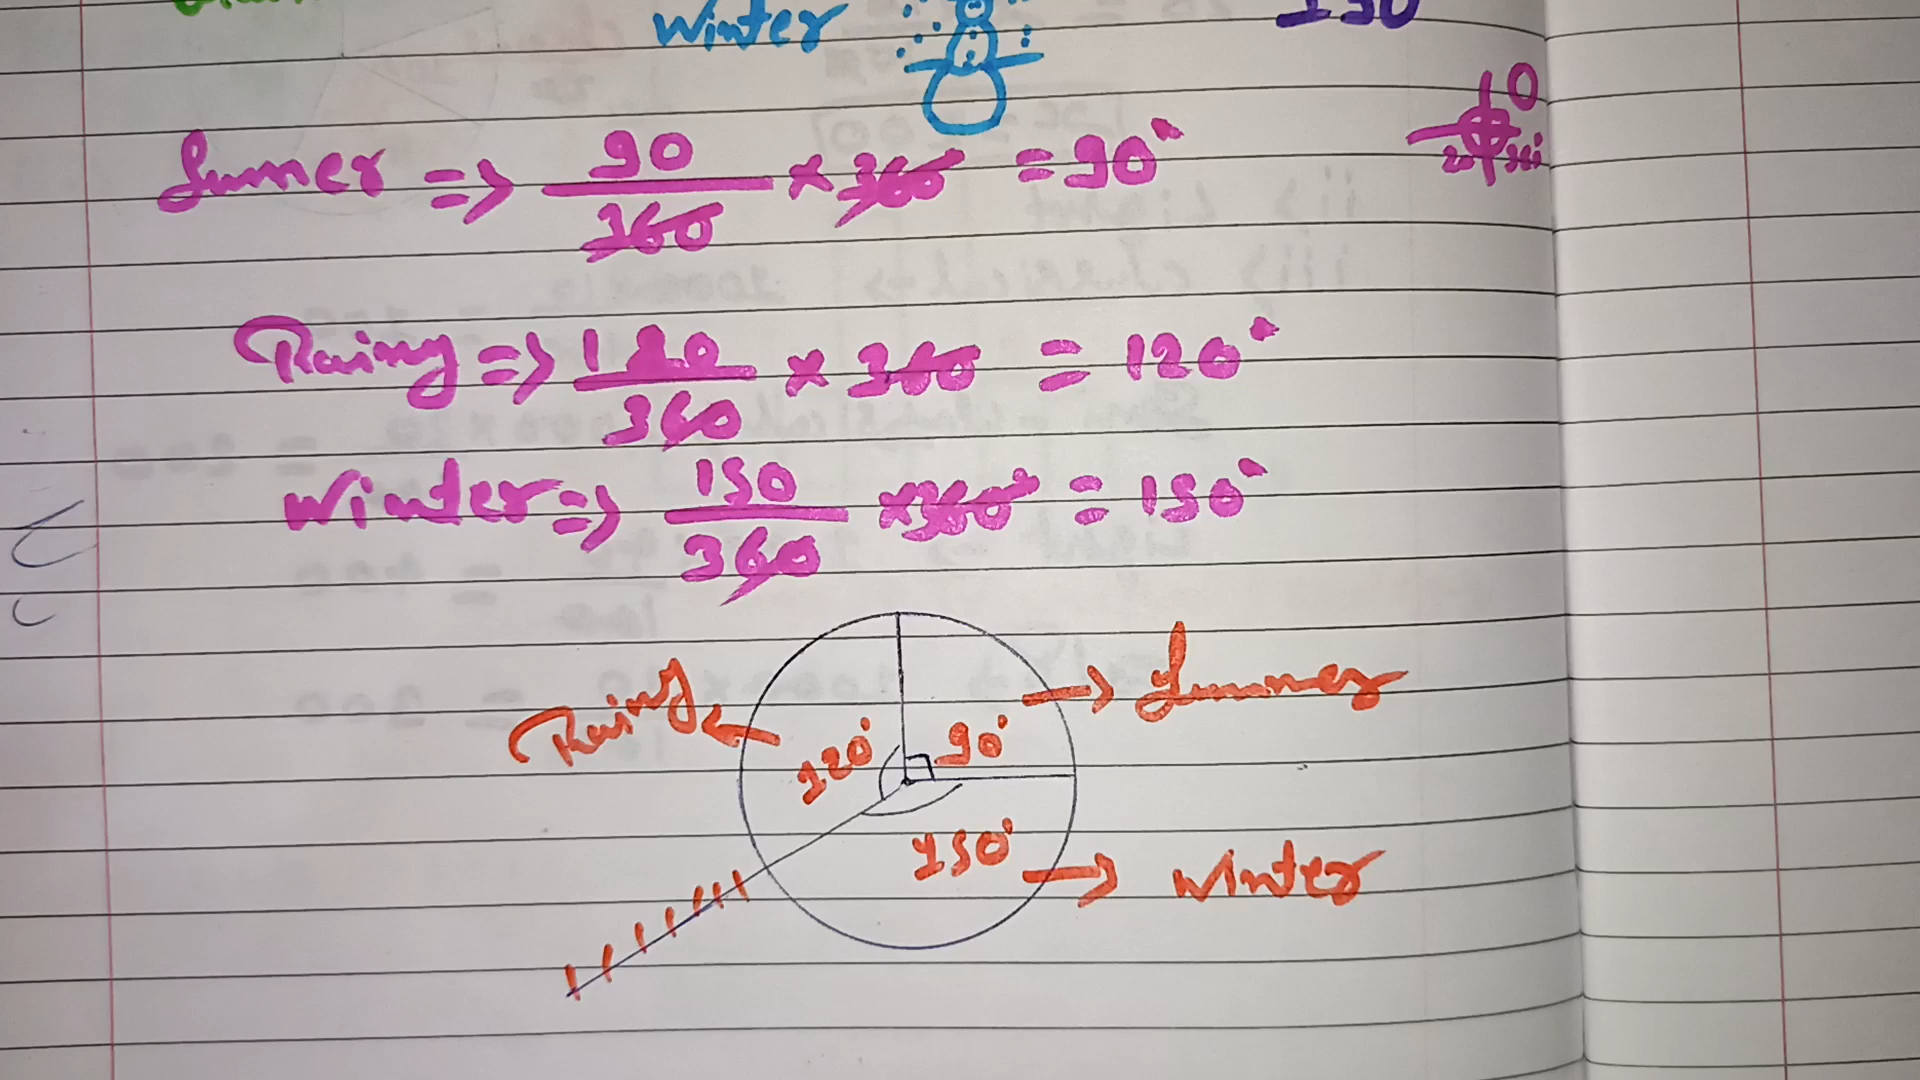 Winter 150
Summer => 90/360 × 360 = 90°
Rainy => 120/360 × 360 = 120°
Winter => 150/360 × 360° = 150°
Rainy ← 120° 90° → Summer
150° → Winter